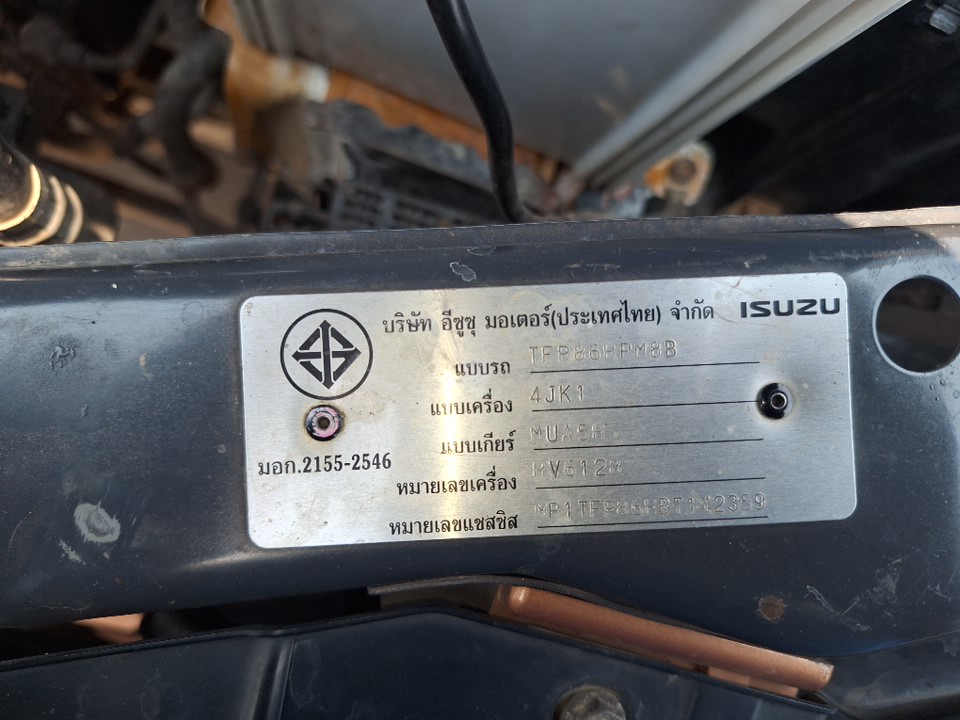 บริษัท อีซูซุ มอเตอร์(ประเทศไทย) จำกัด ISUZU
แบบรถ TFR86HPM8B
แบบเครื่อง 4JK1
แบบเกียร์ MUA5H
หมายเลขเครื่อง
หมายเลขแชสซิส MP1TFR86HBT142359
มอก.2155-2546